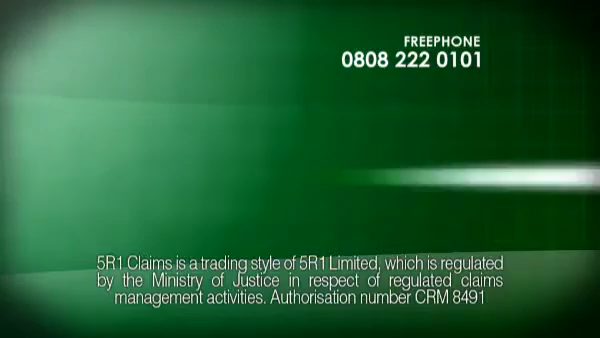 FREEPHONE
0808 222 0101
5R1 Claims is a trading style of 5R1 Limited, which is regulated
by the Ministry of Justice in respect of regulated claims
management activities. Authorisation number CRM 8491